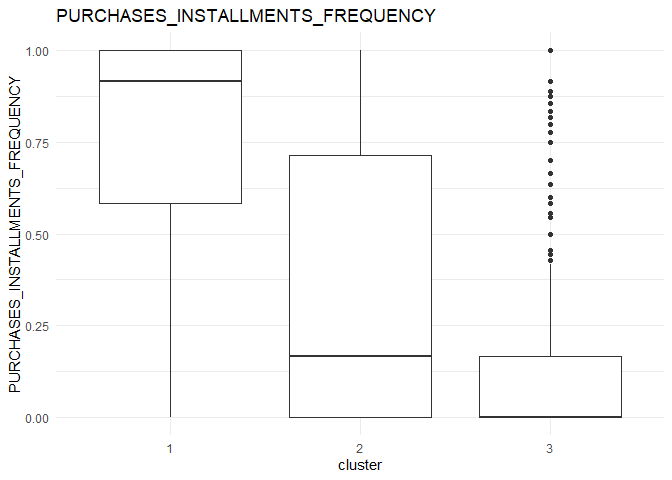 PURCHASES_INSTALLMENTS_FREQUENCY
PURCHASES_INSTALLMENTS_FREQUENCY
1.00
0.75
0.50
0.25
0.00
1 2 3
cluster